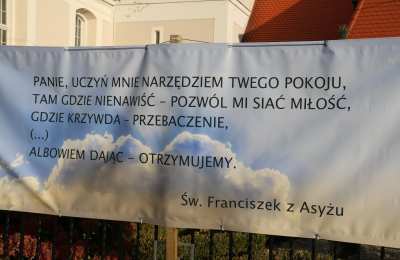 PANIE, UCZYŃ MNIE NARZĘDZIEM TWEGO POKOJU,
TAM GDZIE NIENAWIŚĆ – POZWÓL MI SIAĆ MIŁOŚĆ,
GDZIE KRZYWDA – PRZEBACZENIE,
(...)
ALBOWIEM DAJĄC – OTRZYMUJEMY.
Św. Franciszek z Asyżu